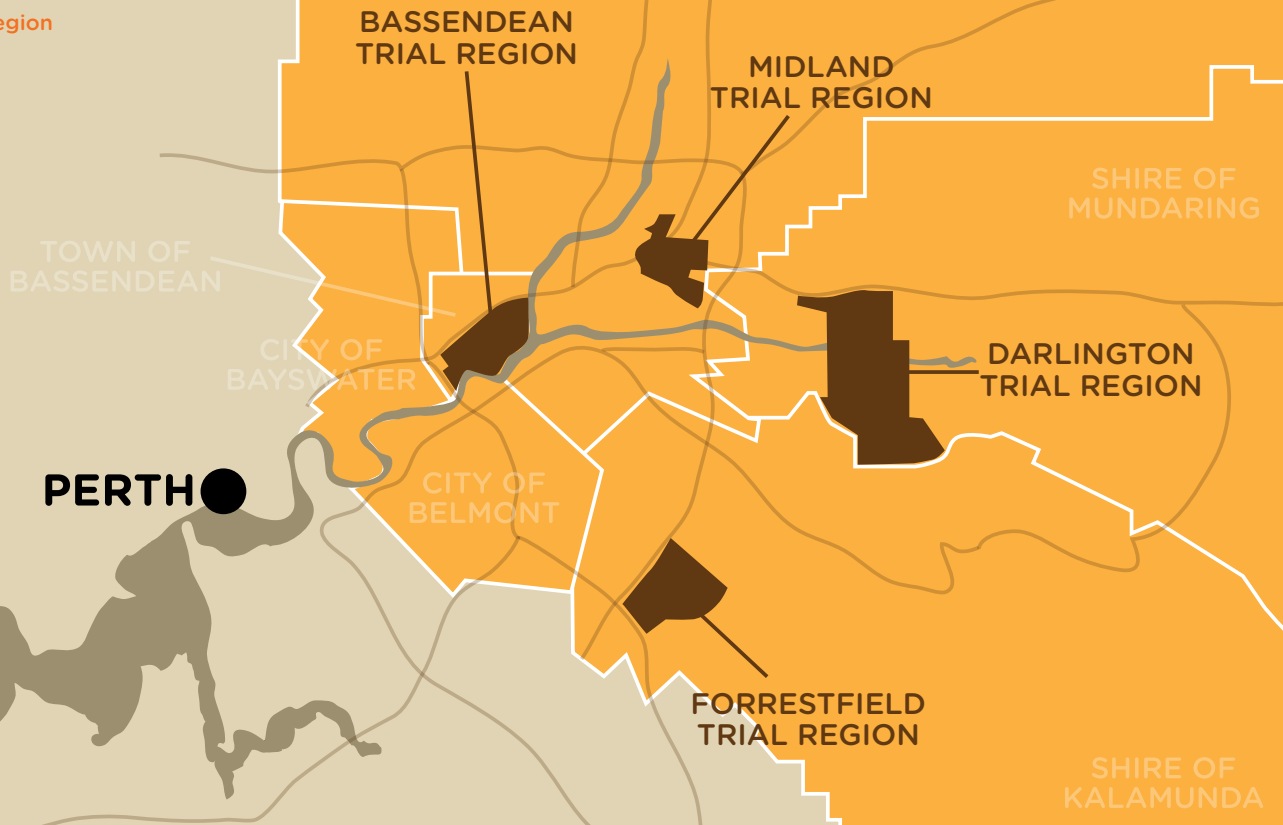 egion
BASSENDEAN
TRIAL REGION
MIDLAND
TRIAL REGION
SHIRE OF
MUNDARING
TOWN OF
BASSENDEAN
CITY OF
BAYSWATER
DARLINGTON
TRIAL REGION
PERTH
CITY OF
BELMONT
FORRESTFIELD
TRIAL REGION
SHIRE OF
KALAMUNDA